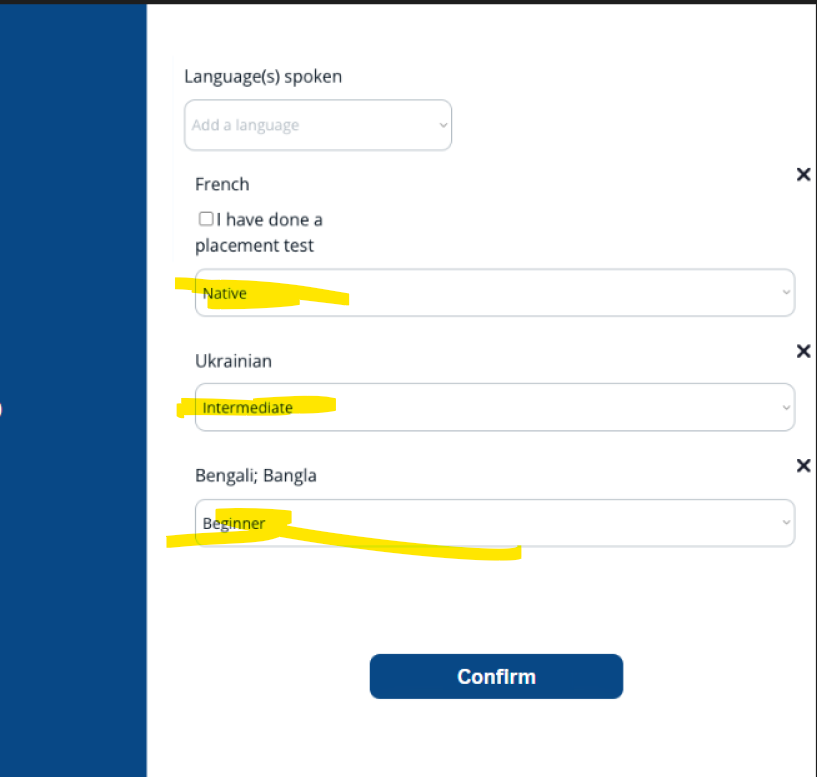 Language(s) spoken
Add a language
French
I have done a
placement test
Native
Ukrainian
Intermediate
Bengali; Bangla
Beginner
Confirm